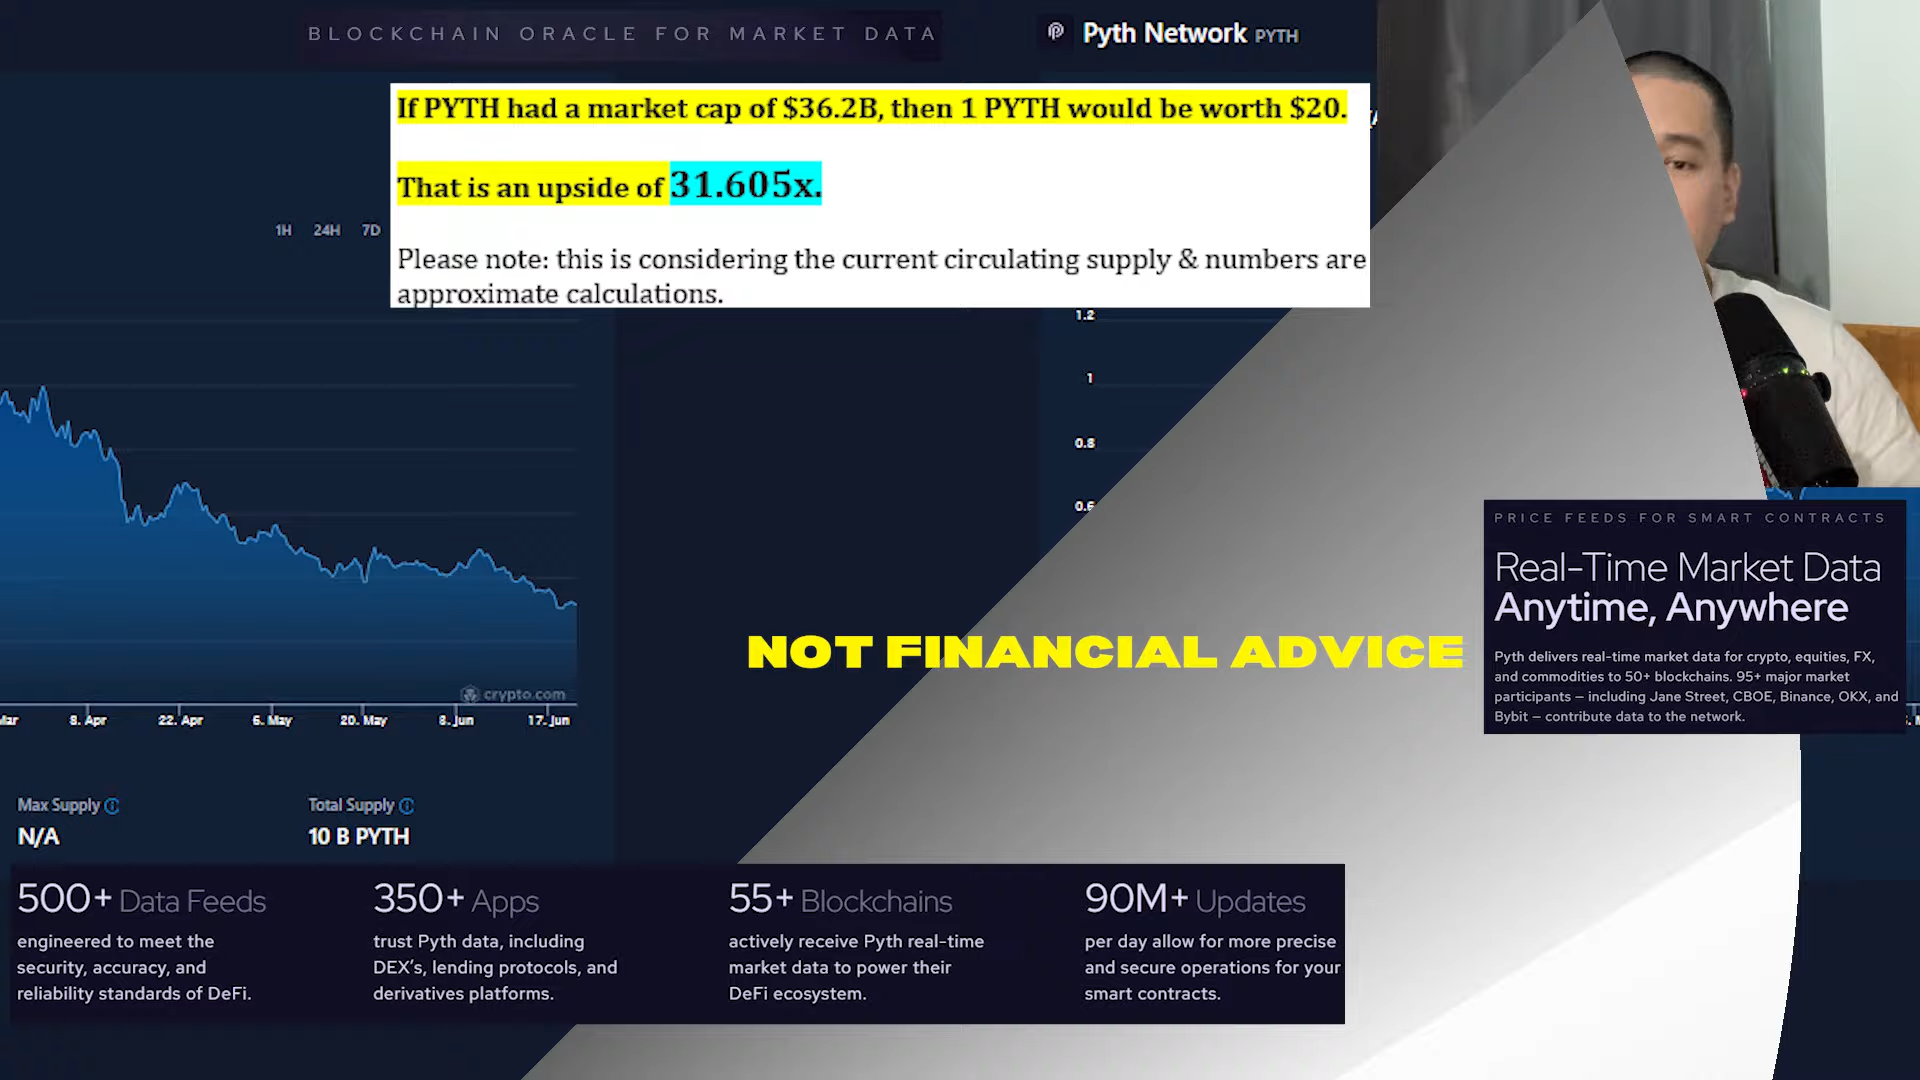 BLOCKCHAIN ORACLE FOR MARKET DATA
Pyth Network PYTH
If PYTH had a market cap of $36.2B, then 1 PYTH would be worth $20.
That is an upside of 31.605x.
Please note: this is considering the current circulating supply & numbers are
approximate calculations.
1H 24H 7D
1.2
1
0.8
0.6
NOT FINANCIAL ADVICE
PRICE FEEDS FOR SMART CONTRACTS
Real-Time Market Data
Anytime, Anywhere
Pyth delivers real-time market data for crypto, equities, FX,
and commodities to 50+ blockchains. 95+ major market
participants — including Jane Street, CBOE, Binance, OKX, and
Bybit — contribute data to the network.
crypto.com
8. Apr 22. Apr 6. May 20. May 8. Jun 17. Jun
Max Supply
N/A
Total Supply
10 B PYTH
500+ Data Feeds
engineered to meet the
security, accuracy, and
reliability standards of DeFi.
350+ Apps
trust Pyth data, including
DEX's, lending protocols, and
derivatives platforms.
55+ Blockchains
actively receive Pyth real-time
market data to power their
DeFi ecosystem.
90M+ Updates
per day allow for more precise
and secure operations for your
smart contracts.